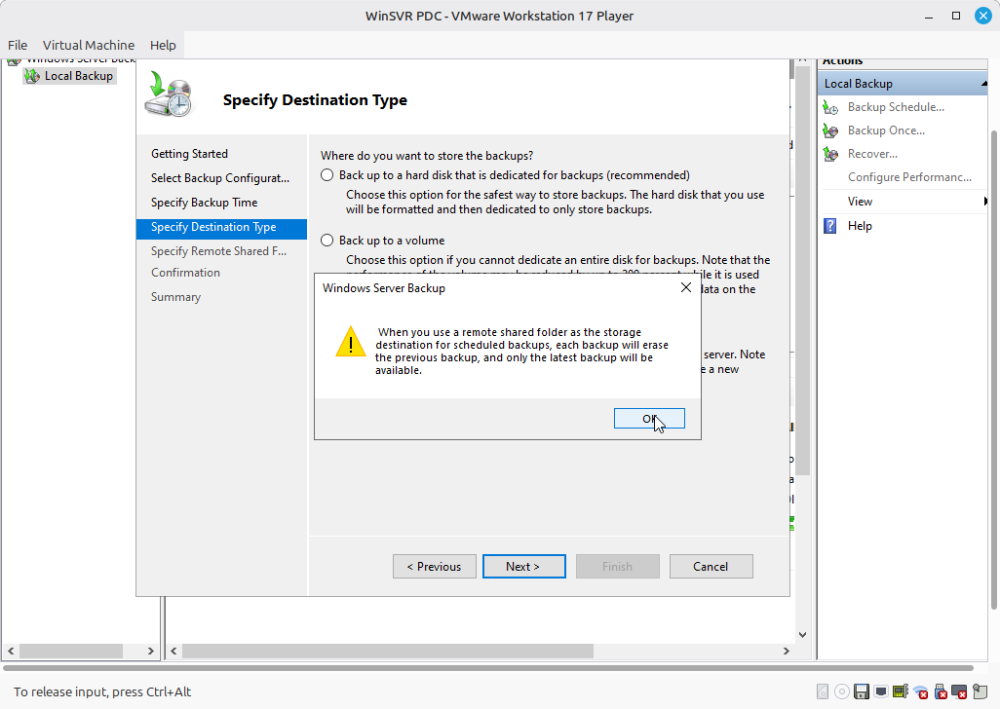 WinSVR PDC - VMware Workstation 17 Player
File Virtual Machine Help
Local Backup
Specify Destination Type
Getting Started
Select Backup Configurat...
Specify Backup Time
Specify Destination Type
Specify Remote Shared F...
Confirmation
Summary
Where do you want to store the backups?
Back up to a hard disk that is dedicated for backups (recommended)
Choose this option for the safest way to store backups. The hard disk that you use
will be formatted and then dedicated to only store backups.
Back up to a volume
Choose this option if you cannot dedicate an entire disk for backups. Note that the
while it is used
data on the
server. Note
a new
Windows Server Backup
When you use a remote shared folder as the storage
destination for scheduled backups, each backup will erase
the previous backup, and only the latest backup will be
available.
OK
< Previous
Next >
Finish
Cancel
Actions
Local Backup
Backup Schedule...
Backup Once...
Recover...
Configure Performanc...
View
Help
To release input, press Ctrl+Alt